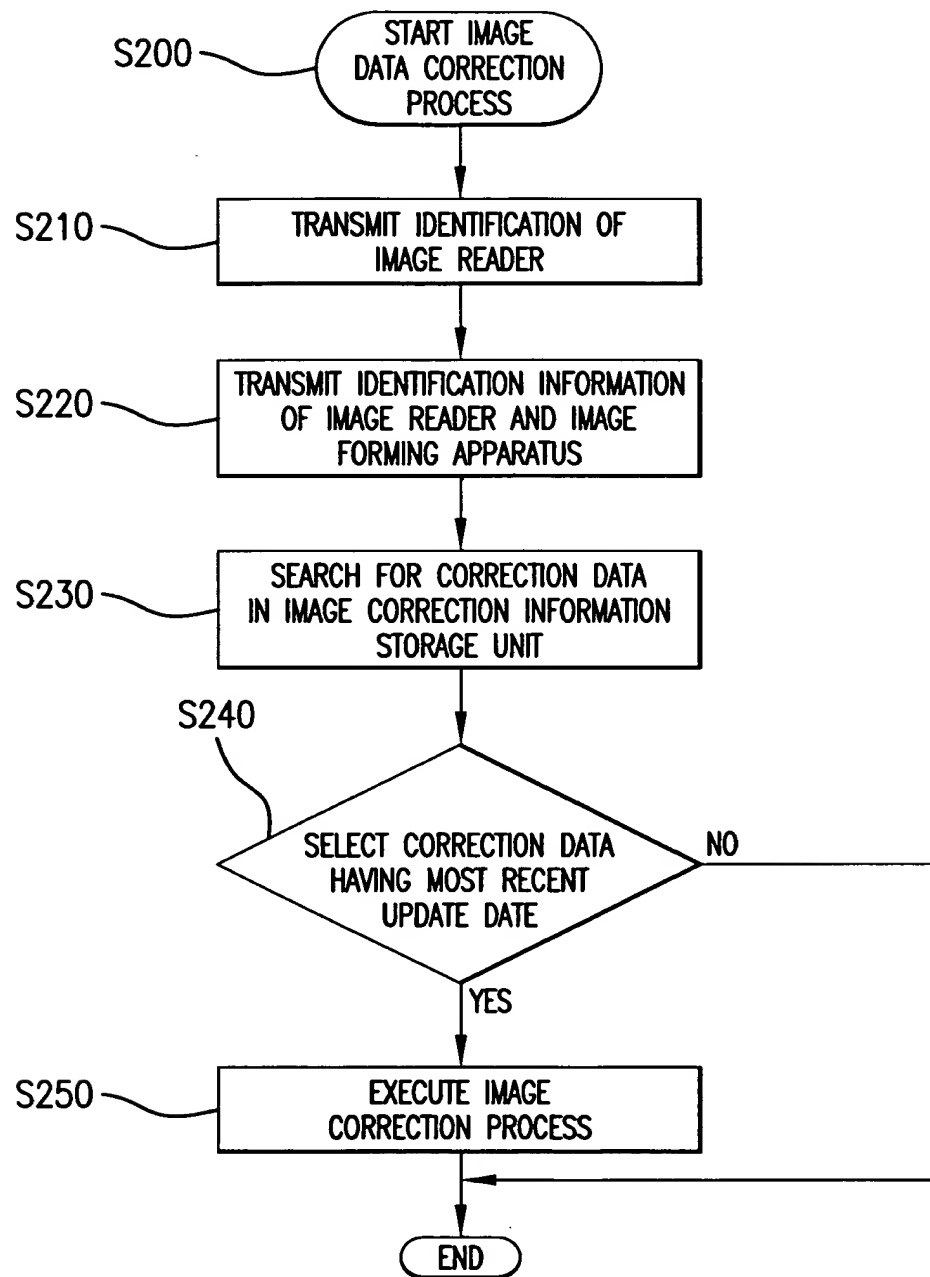 S200
START IMAGE
DATA CORRECTION
PROCESS
S210
TRANSMIT IDENTIFICATION OF
IMAGE READER
S220
TRANSMIT IDENTIFICATION INFORMATION
OF IMAGE READER AND IMAGE
FORMING APPARATUS
S230
SEARCH FOR CORRECTION DATA
IN IMAGE CORRECTION INFORMATION
STORAGE UNIT
S240
SELECT CORRECTION DATA
HAVING MOST RECENT
UPDATE DATE
NO
YES
S250
EXECUTE IMAGE
CORRECTION PROCESS
END